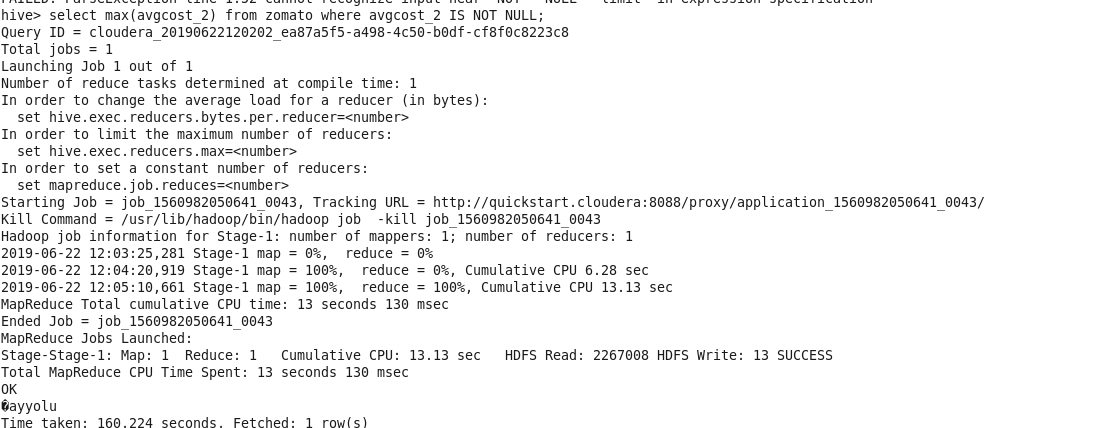 FAILED: ParseException line 1:52 cannot recognize input near 'NOT' 'NULL' 'limit' in expression specification
hive> select max(avgcost_2) from zomato where avgcost_2 IS NOT NULL;
Query ID = cloudera_20190622120202_ea87a5f5-a498-4c50-b0df-cf8f0c8223c8
Total jobs = 1
Launching Job 1 out of 1
Number of reduce tasks determined at compile time: 1
In order to change the average load for a reducer (in bytes):
  set hive.exec.reducers.bytes.per.reducer=<number>
In order to limit the maximum number of reducers:
  set hive.exec.reducers.max=<number>
In order to set a constant number of reducers:
  set mapreduce.job.reduces=<number>
Starting Job = job_1560982050641_0043, Tracking URL = http://quickstart.cloudera:8088/proxy/application_1560982050641_0043/
Kill Command = /usr/lib/hadoop/bin/hadoop job  -kill job_1560982050641_0043
Hadoop job information for Stage-1: number of mappers: 1; number of reducers: 1
2019-06-22 12:03:25,281 Stage-1 map = 0%,  reduce = 0%
2019-06-22 12:04:20,919 Stage-1 map = 100%,  reduce = 0%, Cumulative CPU 6.28 sec
2019-06-22 12:05:10,661 Stage-1 map = 100%,  reduce = 100%, Cumulative CPU 13.13 sec
MapReduce Total cumulative CPU time: 13 seconds 130 msec
Ended Job = job_1560982050641_0043
MapReduce Jobs Launched:
Stage-Stage-1: Map: 1  Reduce: 1   Cumulative CPU: 13.13 sec   HDFS Read: 2267008 HDFS Write: 13 SUCCESS
Total MapReduce CPU Time Spent: 13 seconds 130 msec
OK
�ayyolu
Time taken: 160.224 seconds, Fetched: 1 row(s)